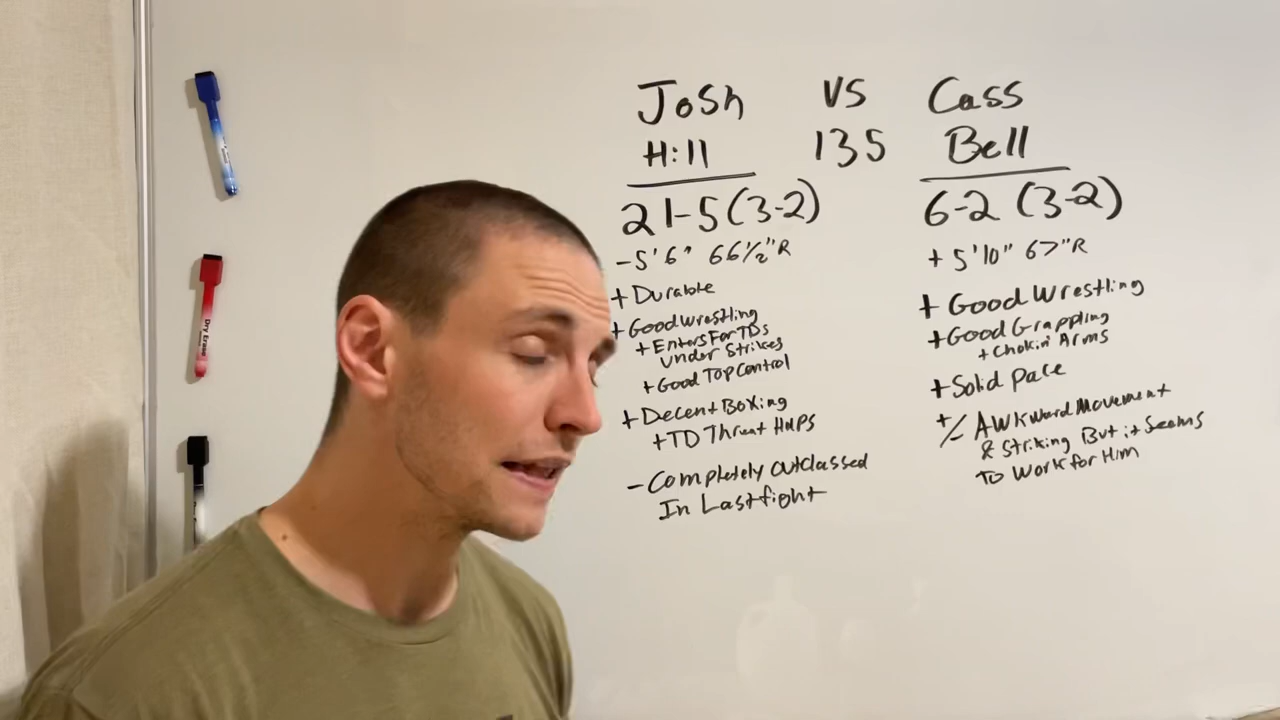 Josh VS Cass
Hill 135 Bell
21-5 (3-2)
-5'6" 66½"R
+ Durable
+ Good Wrestling
+ Enters For TDs
Under Strikes
+ Good Top Control
+ Decent Boxing
+ TD Threat Helps
- Completely Outclassed
In Last fight
6-2 (3-2)
+ 5'10" 67"R
+ Good Wrestling
+ Good Grappling
+ Chokin' Arms
+ Solid Pace
+/- Awkward Movement
& Striking But it Seems
To Work for Him
Dry Erase